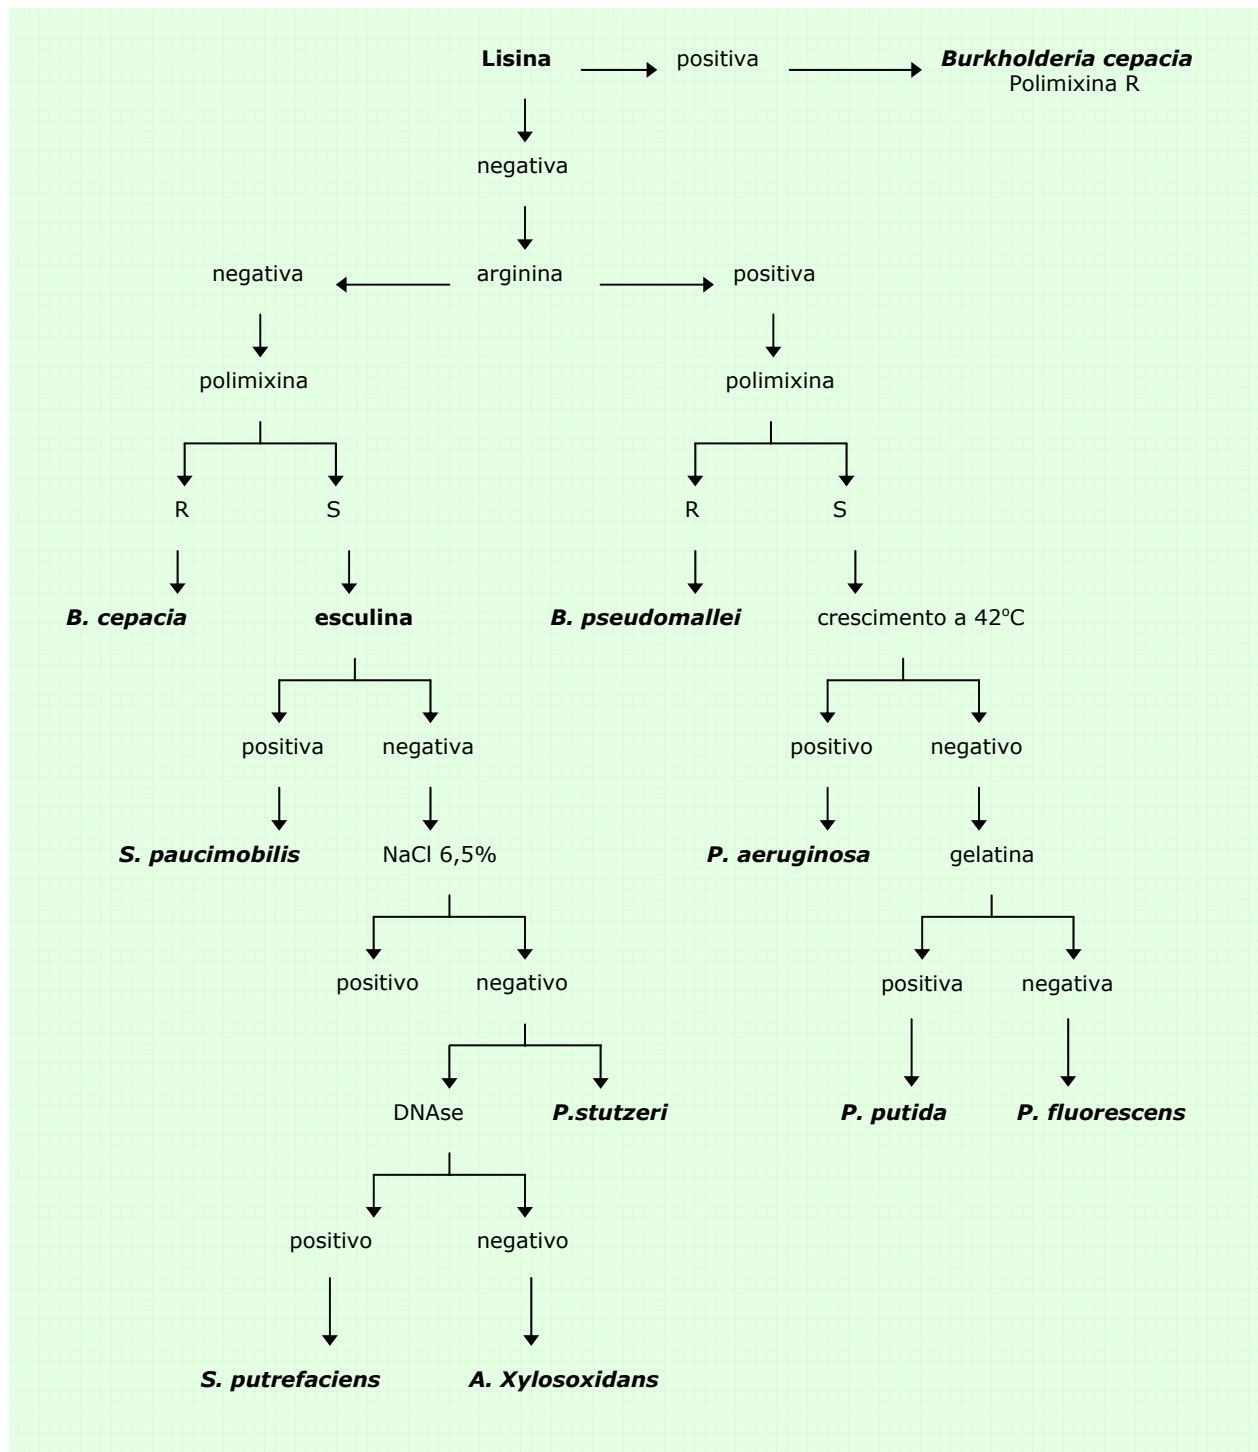 Lisina positiva Burkholderia cepacia
Polimixina R
negativa
negativa arginina positiva
polimixina polimixina
R S R S
B. cepacia esculina B. pseudomallei crescimento a 42ºC
positiva negativa positivo negativo
S. paucimobilis NaCl 6,5% P. aeruginosa gelatina
positivo negativo positiva negativa
DNAse P.stutzeri P. putida P. fluorescens
positivo negativo
S. putrefaciens A. Xylosoxidans